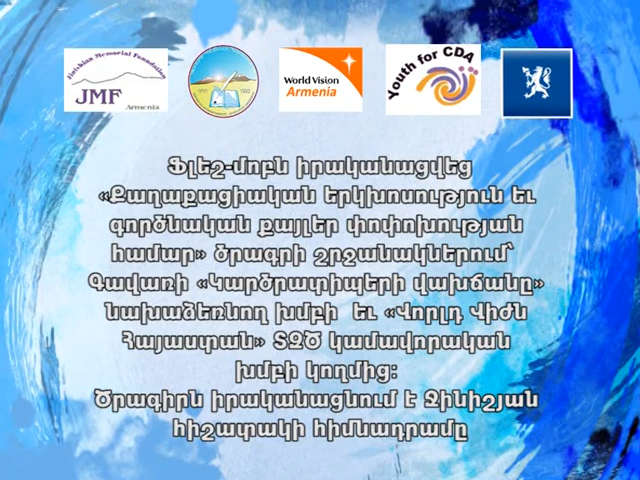 Jinishian Memorial Foundation
JMF
Armenia
World Vision
Armenia
Youth for CDA
Ֆլեշ-մոբն իրականացվեց
«Քաղաքացիական երկխոսություն եւ
գործնական քայլեր փոփոխության
համար» ծրագրի շրջանակներում՝
Գավառի «Կարծրատիպերի վախճանը»
նախաձեռնող խմբի եւ «Վորլդ Վիժն
Հայաստան» ՏԶԾ կամավորական
խմբի կողմից:
Ծրագիրն իրականացնում է Ջինիշյան
հիշատակի հիմնադրամը